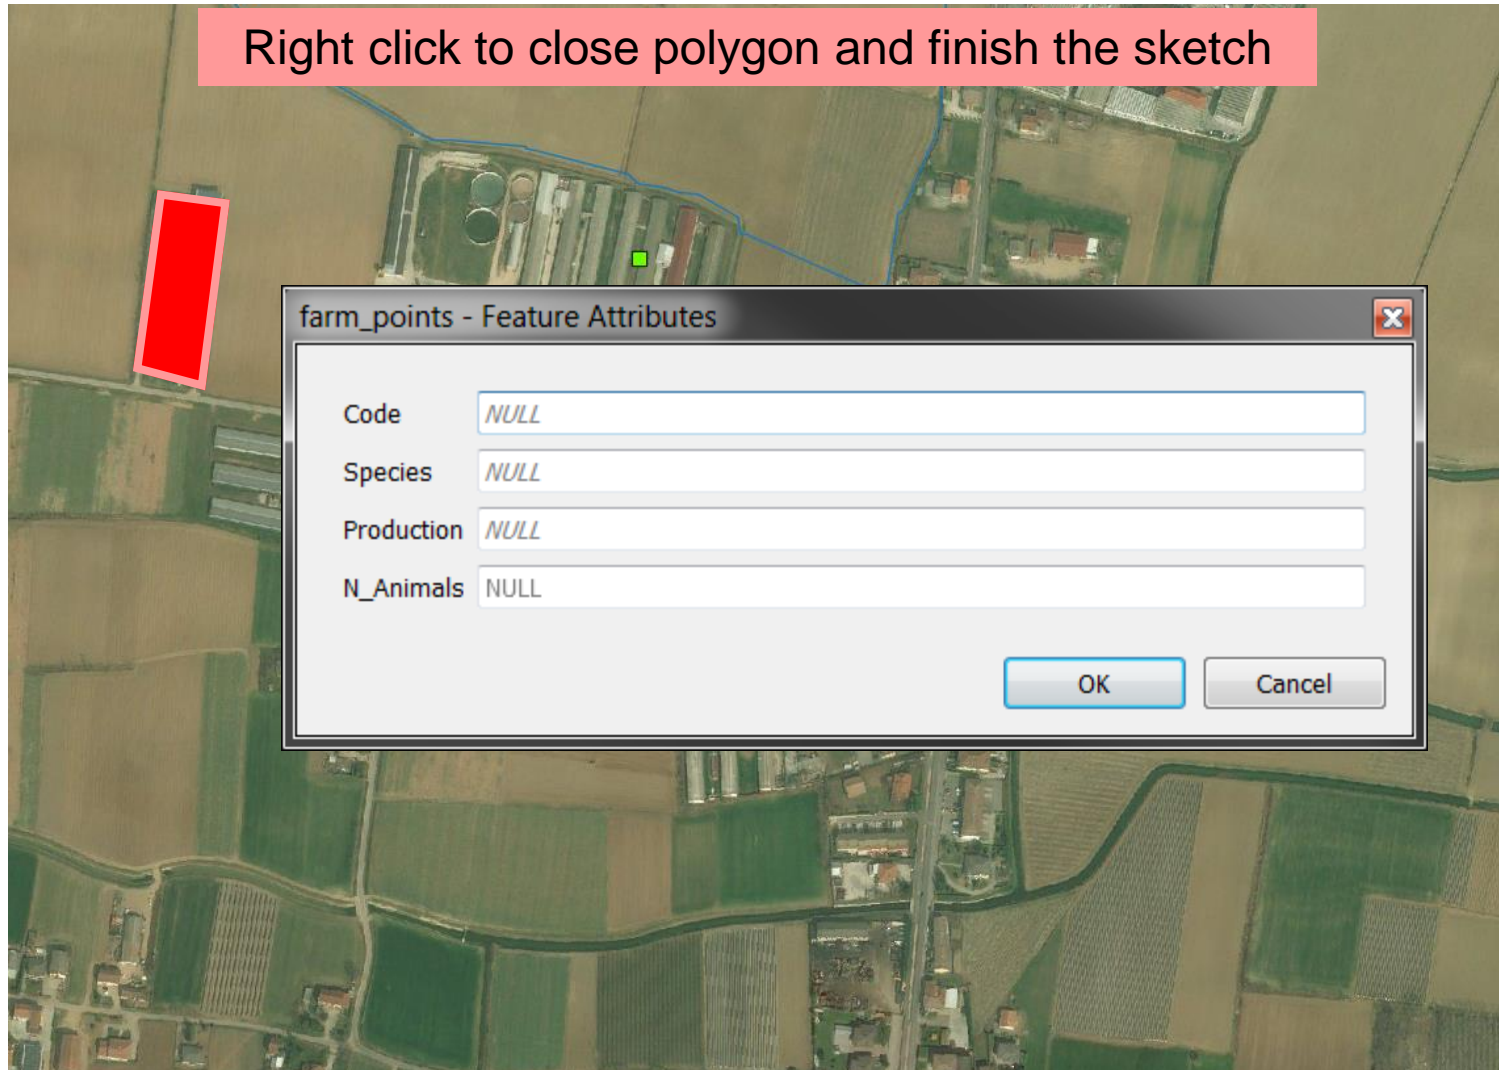 Right click to close polygon and finish the sketch
farm_points - Feature Attributes
Code NULL
Species NULL
Production NULL
N_Animals NULL
OK Cancel